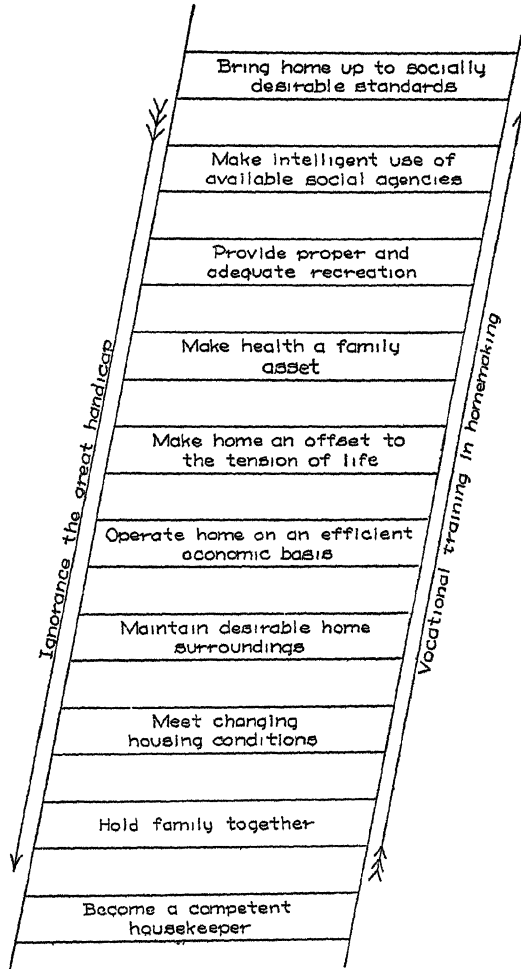 Bring home up to socially
desirable standards
Make intelligent use of
available social agencies
Provide proper and
adequate recreation
Make health a family
asset
Make home an offset to
the tension of life
Operate home on an efficient
economic basis
Maintain desirable home
surroundings
Meet changing
housing conditions
Hold family together
Become a competent
housekeeper
Ignorance the great handicap
Vocational training in homemaking